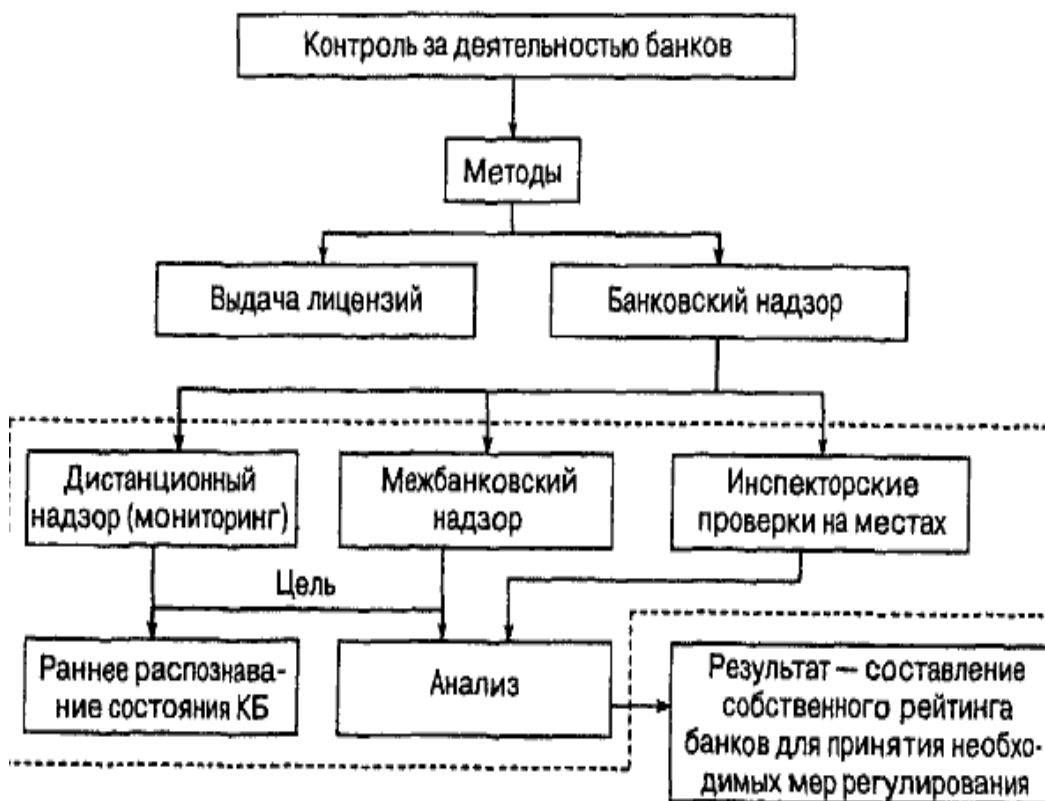 Контроль за деятельностью банков
Методы
Выдача лицензий
Банковский надзор
Дистанционный
надзор (мониторинг)
Межбанковский
надзор
Инспекторские
проверки на местах
Цель
Раннее распознава-
ние состояния КБ
Анализ
Результат — составление
собственного рейтинга
банков для принятия необхо-
димых мер регулирования